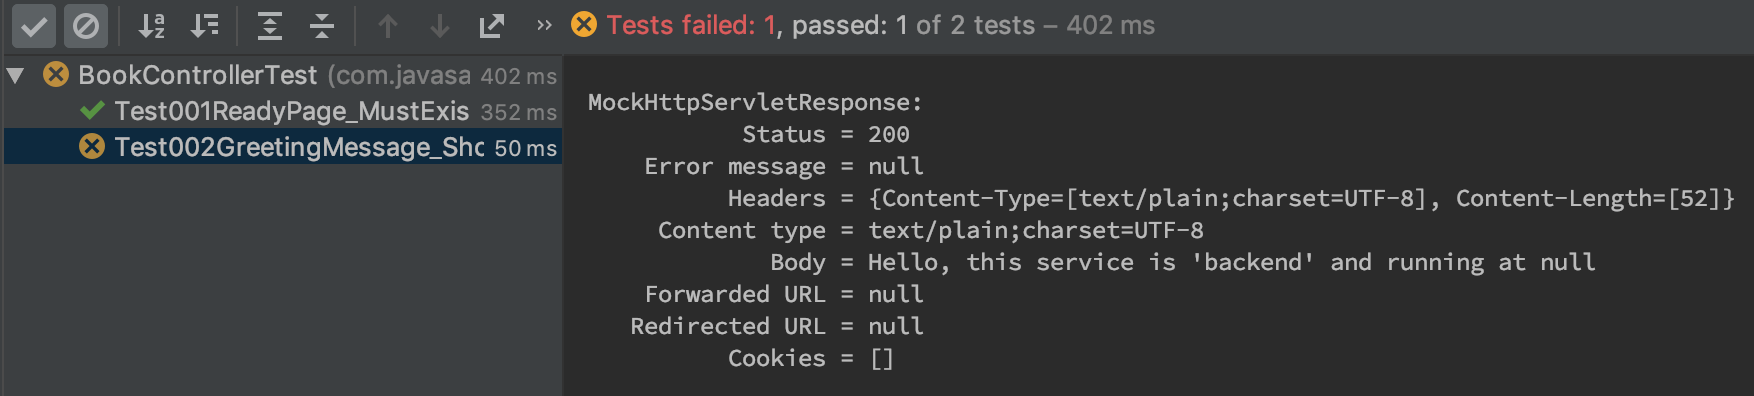 Tests failed: 1, passed: 1 of 2 tests – 402 ms
BookControllerTest (com.javasa 402 ms
Test001ReadyPage_MustExis 352 ms
Test002GreetingMessage_Sho 50 ms
MockHttpServletResponse:
Status = 200
Error message = null
Headers = {Content-Type=[text/plain;charset=UTF-8], Content-Length=[52]}
Content type = text/plain;charset=UTF-8
Body = Hello, this service is 'backend' and running at null
Forwarded URL = null
Redirected URL = null
Cookies = []